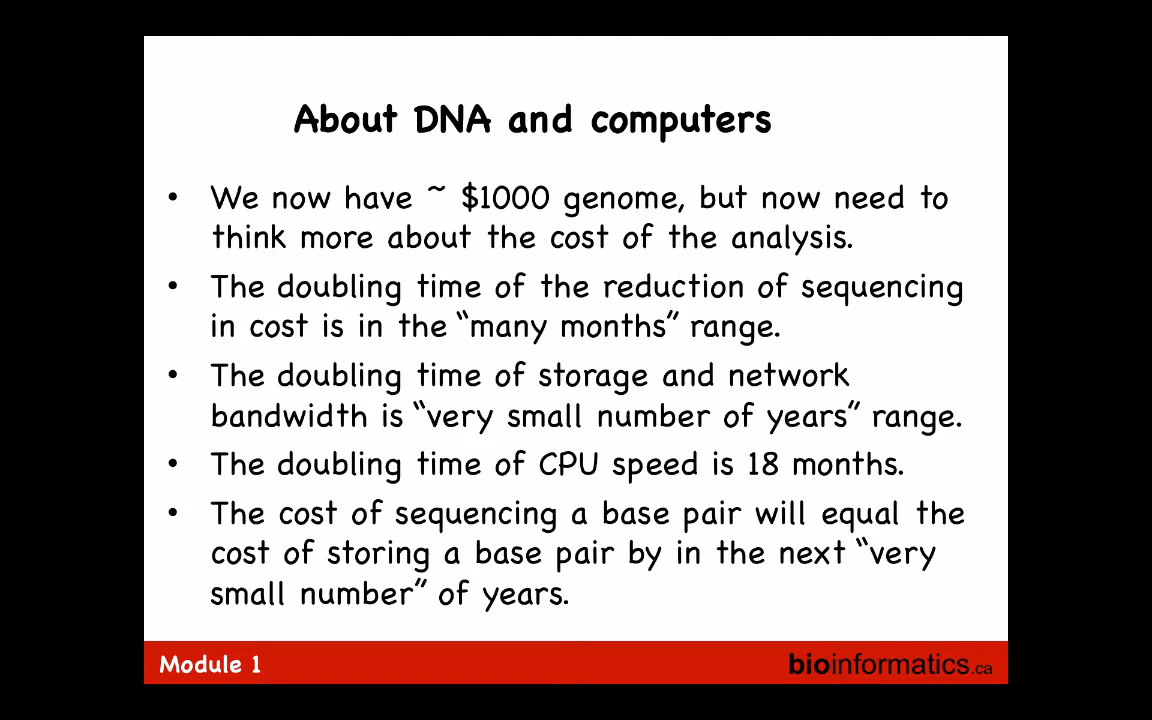 About DNA and computers
• We now have ~ $1000 genome, but now need to
think more about the cost of the analysis.
• The doubling time of the reduction of sequencing
in cost is in the “many months” range.
• The doubling time of storage and network
bandwidth is “very small number of years” range.
• The doubling time of CPU speed is 18 months.
• The cost of sequencing a base pair will equal the
cost of storing a base pair by in the next “very
small number” of years.
Module 1
bioinformatics.ca